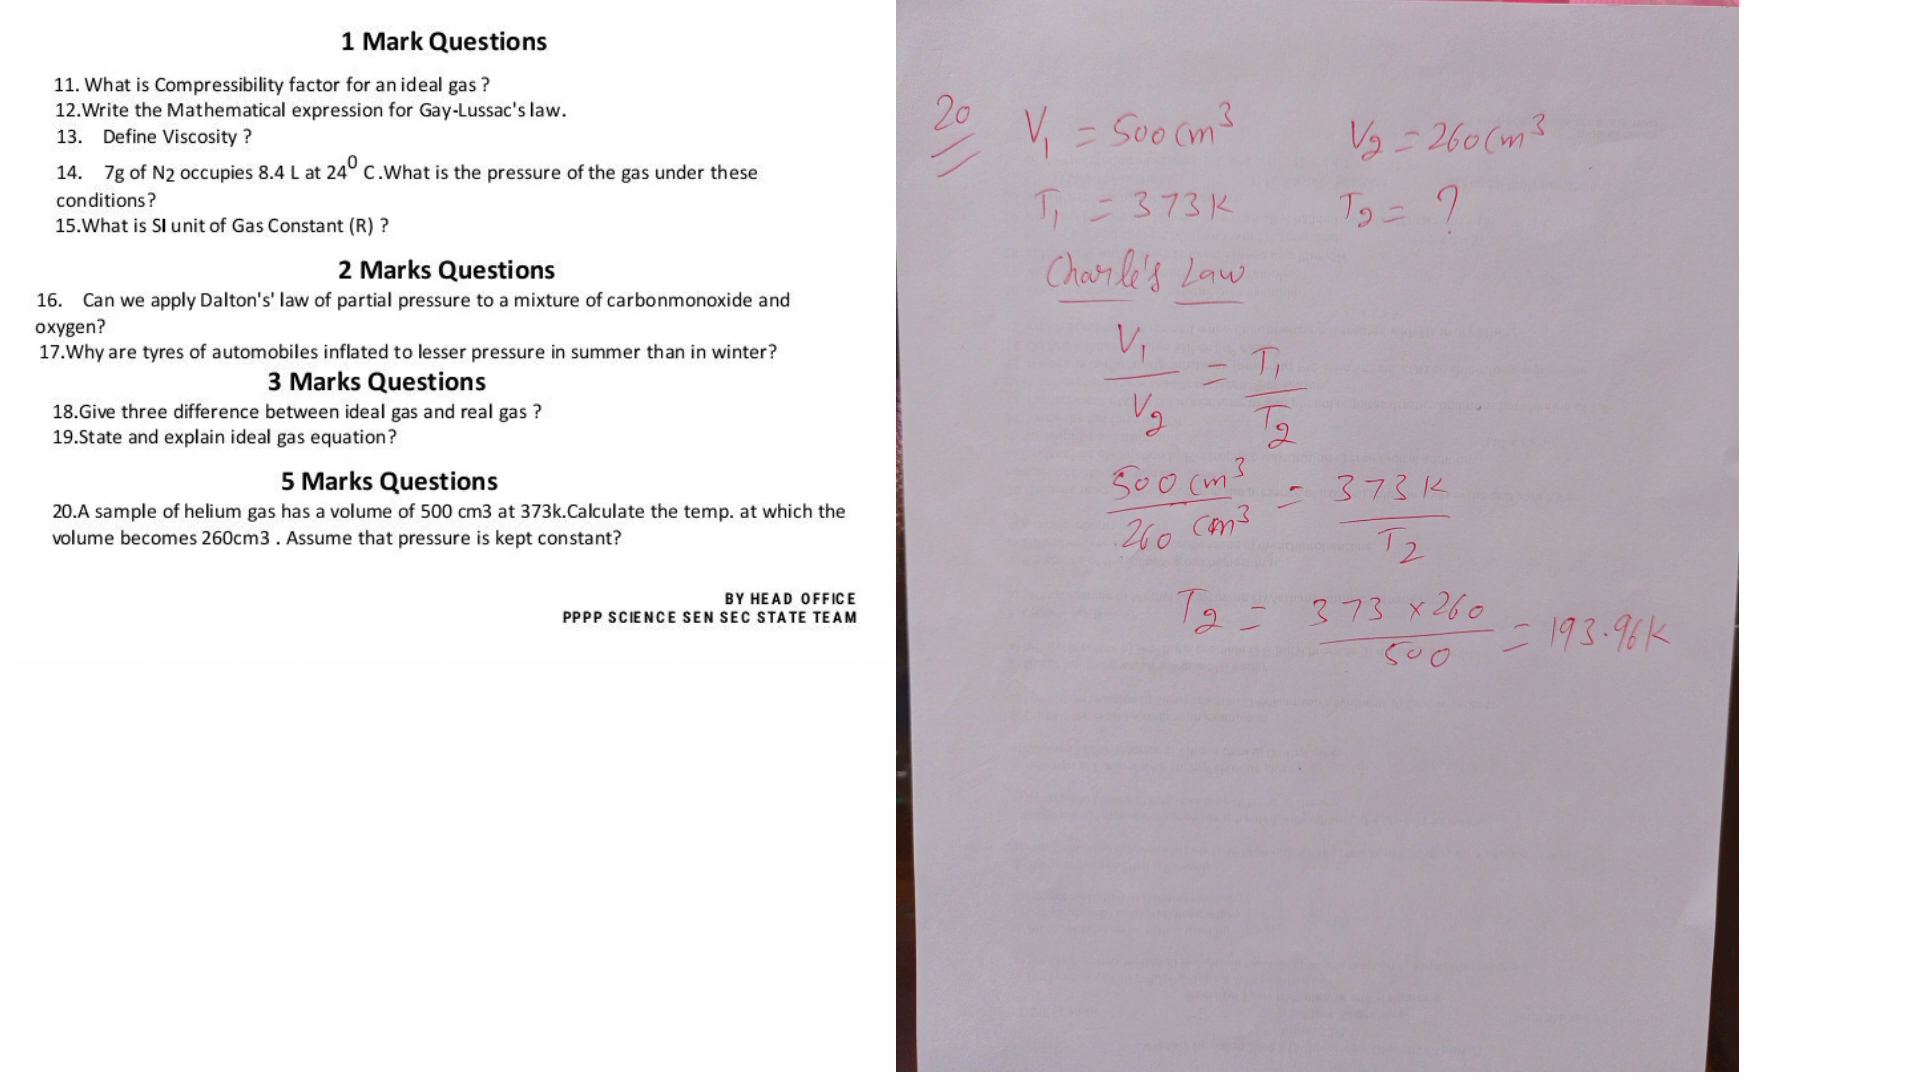 1 Mark Questions
11. What is Compressibility factor for an ideal gas ?
12.Write the Mathematical expression for Gay-Lussac's law.
13. Define Viscosity ?
14. 7g of N2 occupies 8.4 L at 24⁰ C.What is the pressure of the gas under these
conditions?
15.What is SI unit of Gas Constant (R) ?
2 Marks Questions
16. Can we apply Dalton's' law of partial pressure to a mixture of carbonmonoxide and
oxygen?
17.Why are tyres of automobiles inflated to lesser pressure in summer than in winter?
3 Marks Questions
18.Give three difference between ideal gas and real gas ?
19.State and explain ideal gas equation?
5 Marks Questions
20.A sample of helium gas has a volume of 500 cm3 at 373k.Calculate the temp. at which the
volume becomes 260cm3 . Assume that pressure is kept constant?
BY HEAD OFFICE
PPPP SCIENCE SEN SEC STATE TEAM
20 V₁ = 500 cm³ V₂ = 260 cm³
T₁ = 373K T₂ = ?
Charle's Law
V₁/V₂ = T₁/T₂
500 cm³/260 cm³ = 373K/T₂
T₂ = 373 × 260/500 = 193.96K